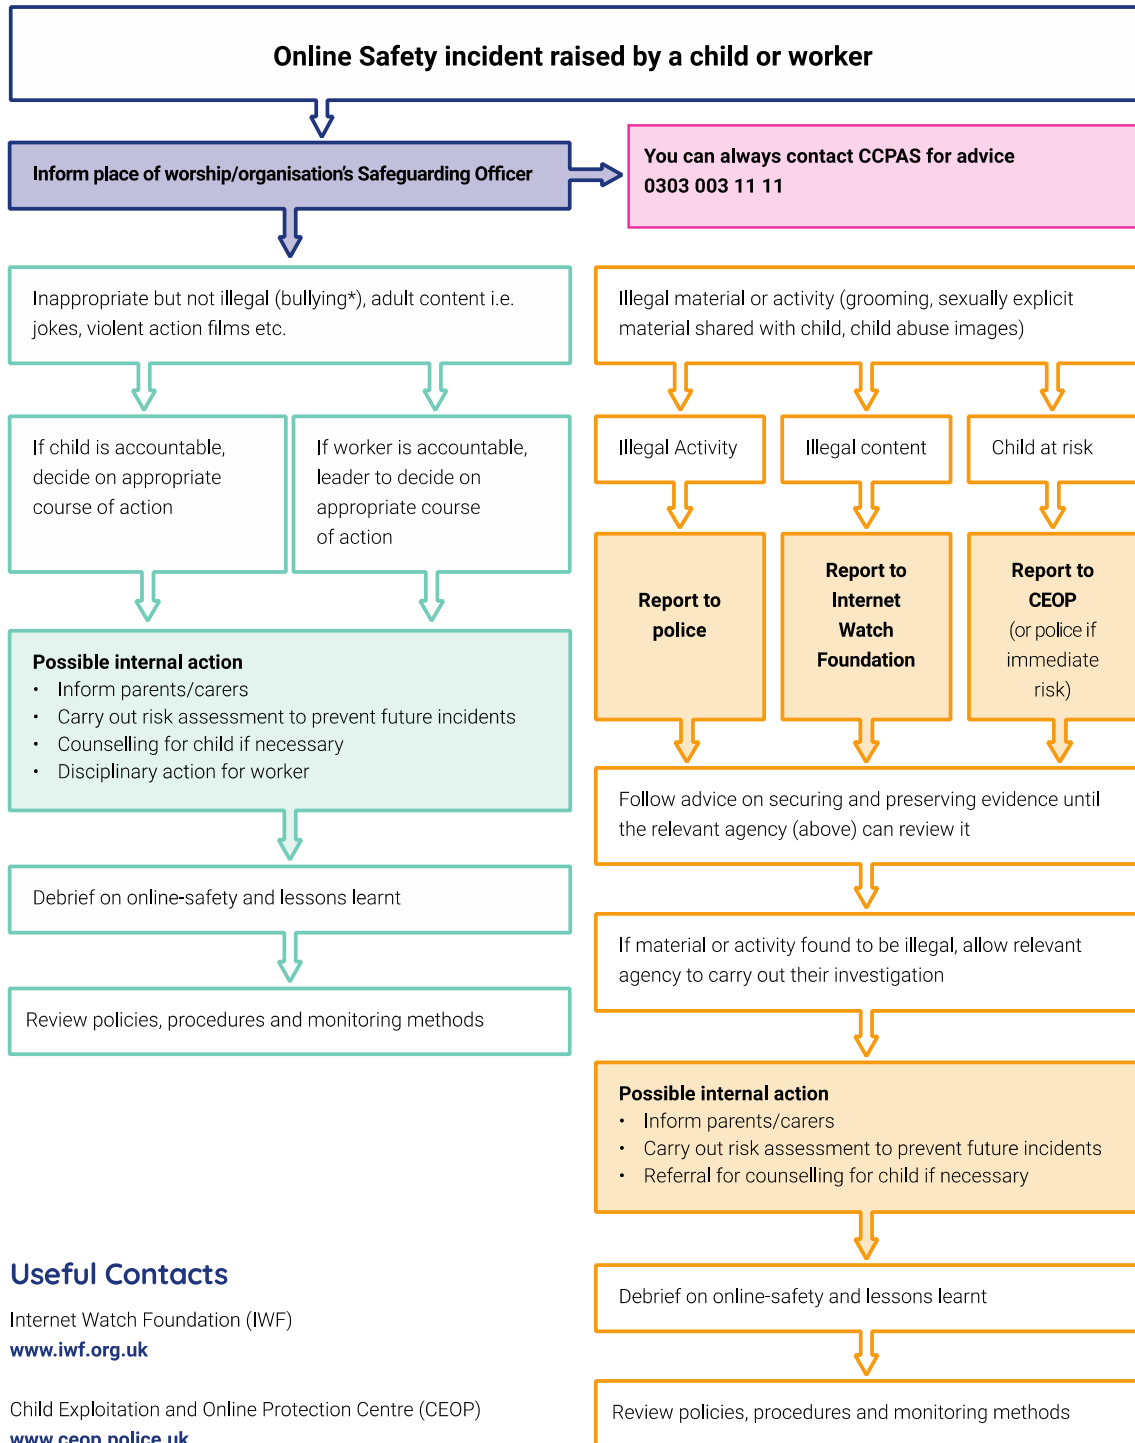 Online Safety incident raised by a child or worker
Inform place of worship/organisation's Safeguarding Officer
You can always contact CCPAS for advice
0303 003 11 11
Inappropriate but not illegal (bullying*), adult content i.e.
jokes, violent action films etc.
If child is accountable,
decide on appropriate
course of action
If worker is accountable,
leader to decide on
appropriate course
of action
Possible internal action
• Inform parents/carers
• Carry out risk assessment to prevent future incidents
• Counselling for child if necessary
• Disciplinary action for worker
Debrief on online-safety and lessons learnt
Review policies, procedures and monitoring methods
Illegal material or activity (grooming, sexually explicit
material shared with child, child abuse images)
Illegal Activity
Illegal content
Child at risk
Report to
police
Report to
Internet
Watch
Foundation
Report to
CEOP
(or police if
immediate
risk)
Follow advice on securing and preserving evidence until
the relevant agency (above) can review it
If material or activity found to be illegal, allow relevant
agency to carry out their investigation
Possible internal action
• Inform parents/carers
• Carry out risk assessment to prevent future incidents
• Referral for counselling for child if necessary
Debrief on online-safety and lessons learnt
Review policies, procedures and monitoring methods
Useful Contacts
Internet Watch Foundation (IWF)
www.iwf.org.uk
Child Exploitation and Online Protection Centre (CEOP)
www.ceop.police.uk